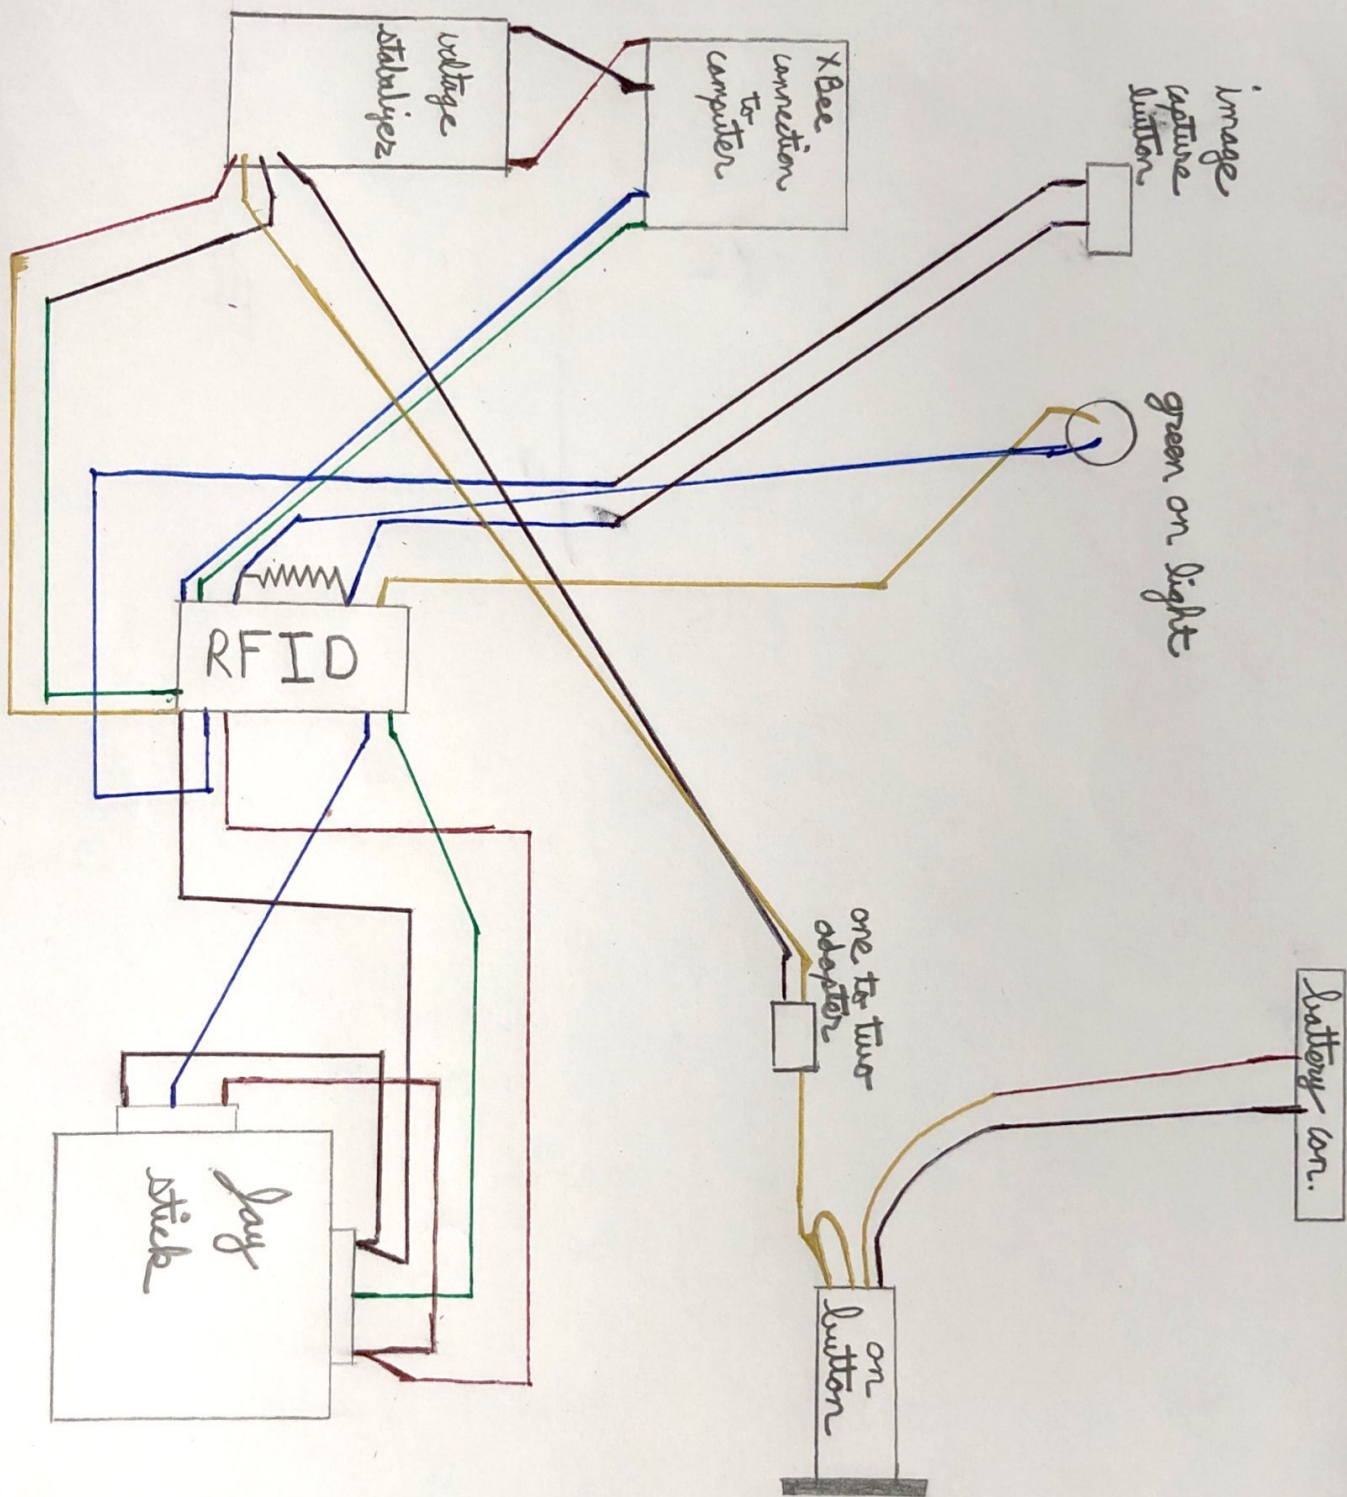 voltage
stabalizer
XBee
connection
to
computer
image
capture
button
green on light
RFID
one to two
adapter
battery con.
Joy
stick
on
button